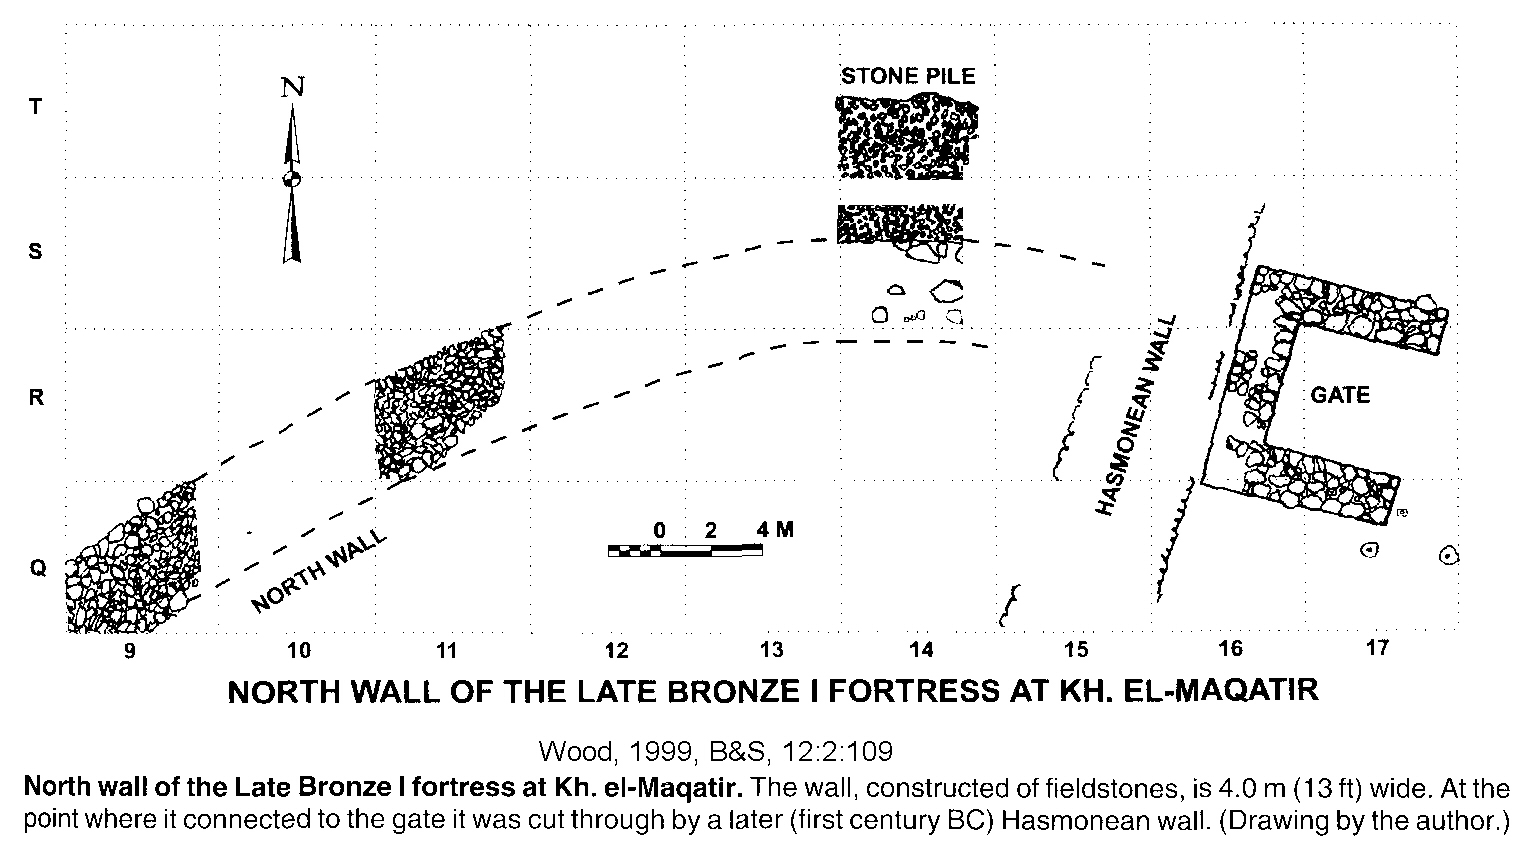 N
STONE PILE
T
S
R
Q
GATE
HASMONEAN WALL
NORTH WALL
0 2 4 M
9 10 11 12 13 14 15 16 17
NORTH WALL OF THE LATE BRONZE I FORTRESS AT KH. EL-MAQATIR
Wood, 1999, B&S, 12:2:109
North wall of the Late Bronze I fortress at Kh. el-Maqatir. The wall, constructed of fieldstones, is 4.0 m (13 ft) wide. At the
point where it connected to the gate it was cut through by a later (first century BC) Hasmonean wall. (Drawing by the author.)